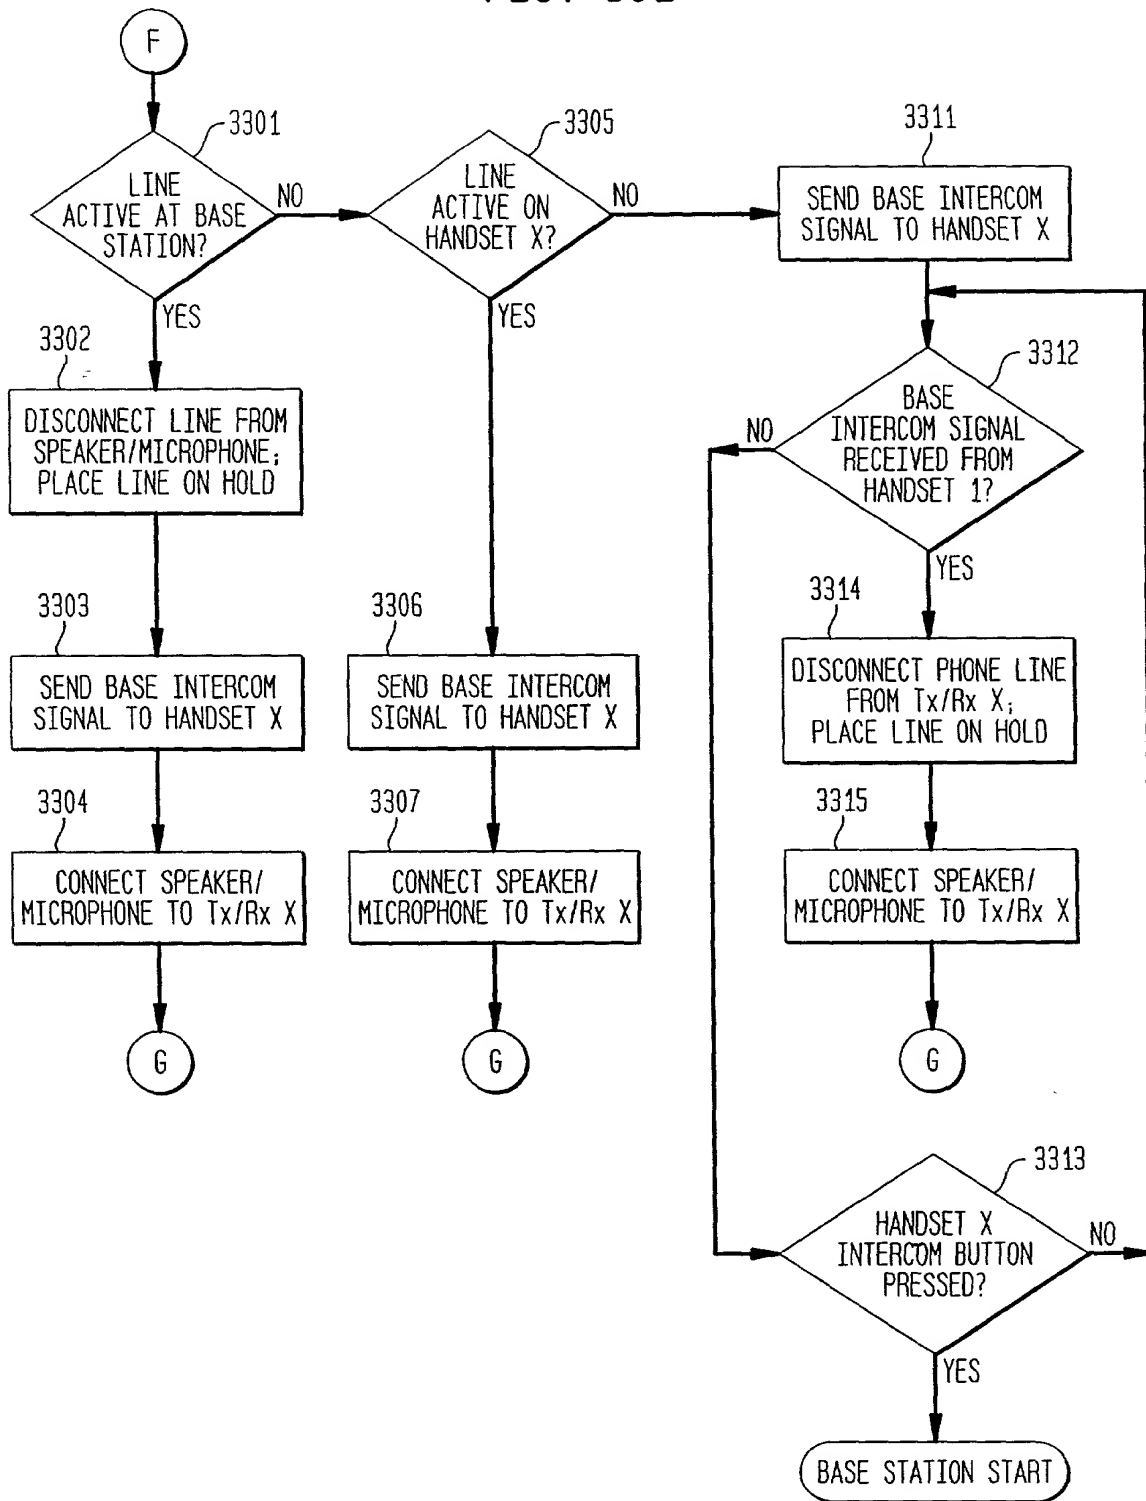 F
3301
LINE
ACTIVE AT BASE
STATION?
NO
YES
3305
LINE
ACTIVE ON
HANDSET X?
NO
YES
3311
SEND BASE INTERCOM
SIGNAL TO HANDSET X
3302
DISCONNECT LINE FROM
SPEAKER/MICROPHONE;
PLACE LINE ON HOLD
3312
BASE
INTERCOM SIGNAL
RECEIVED FROM
HANDSET 1?
NO
YES
3303
SEND BASE INTERCOM
SIGNAL TO HANDSET X
3306
SEND BASE INTERCOM
SIGNAL TO HANDSET X
3314
DISCONNECT PHONE LINE
FROM Tx/Rx X;
PLACE LINE ON HOLD
3304
CONNECT SPEAKER/
MICROPHONE TO Tx/Rx X
3307
CONNECT SPEAKER/
MICROPHONE TO Tx/Rx X
3315
CONNECT SPEAKER/
MICROPHONE TO Tx/Rx X
G
G
G
3313
HANDSET X
INTERCOM BUTTON
PRESSED?
NO
YES
BASE STATION START